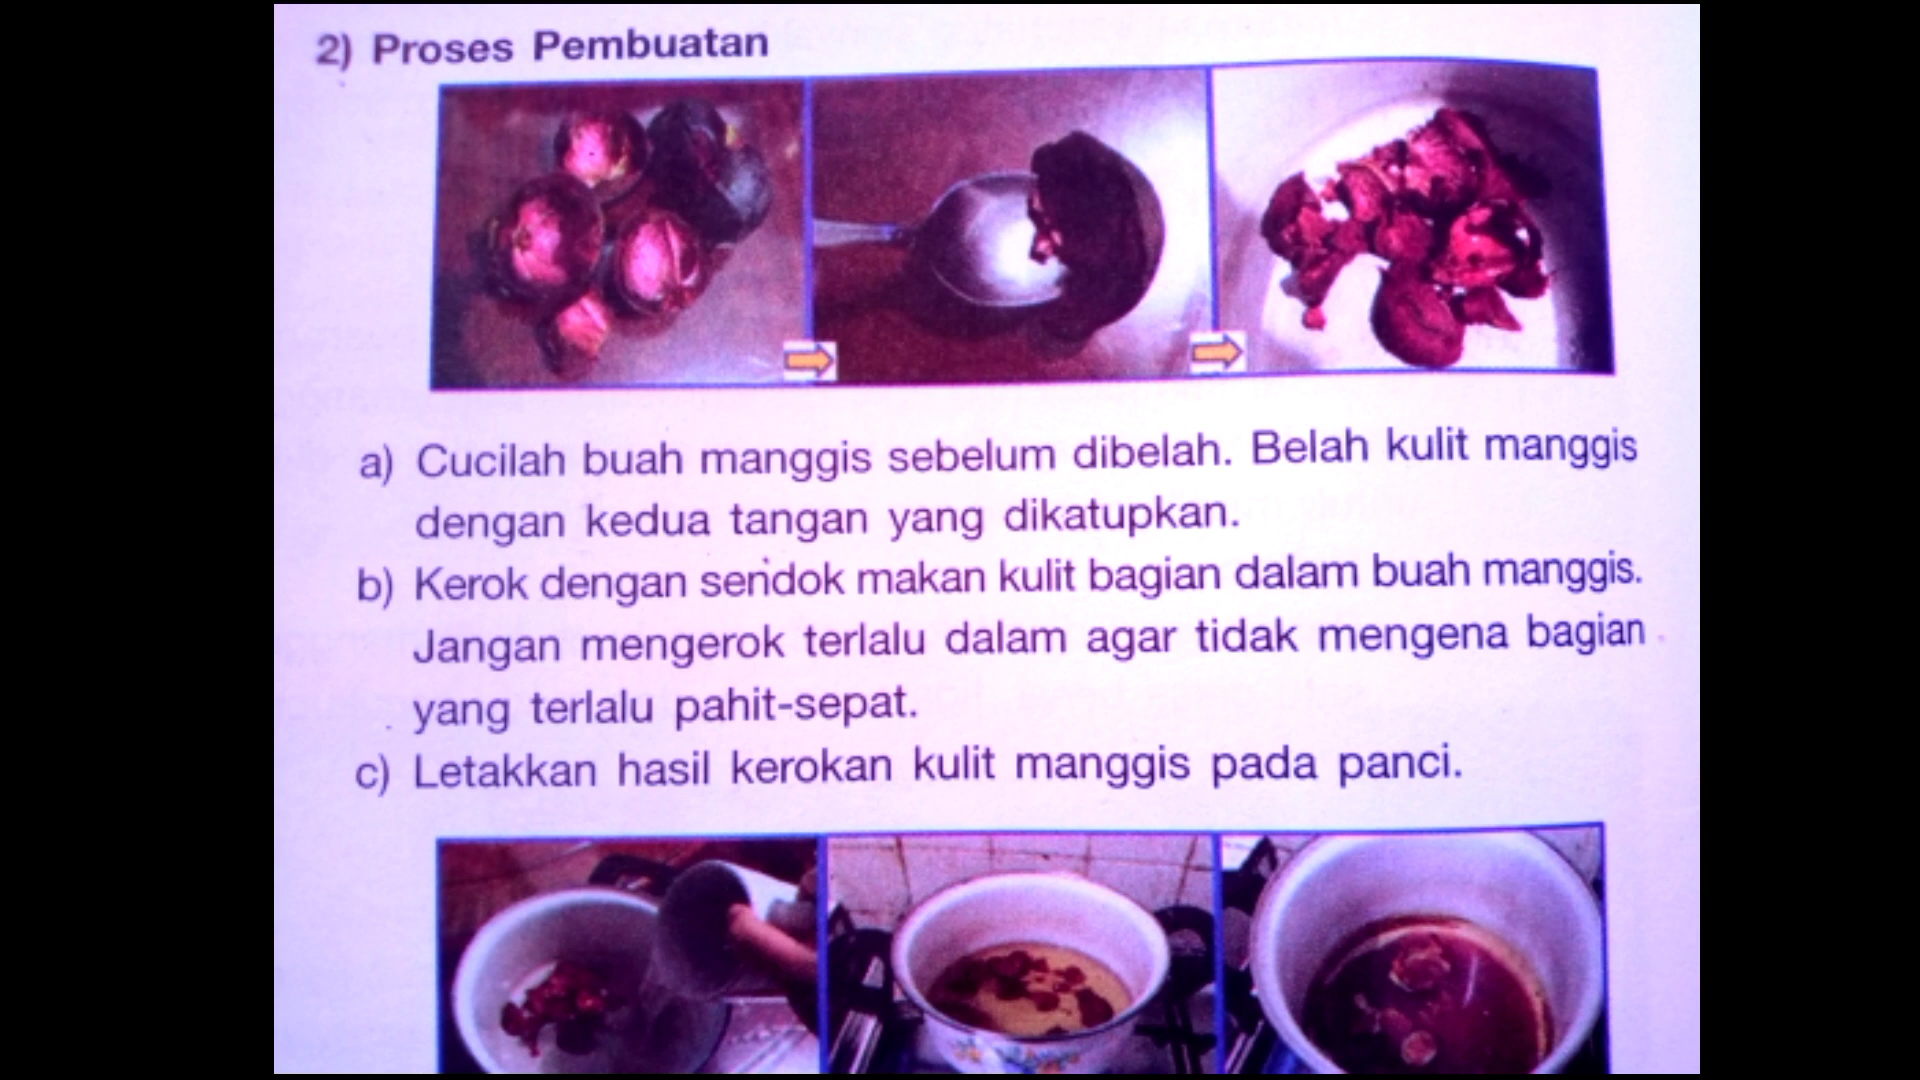 2) Proses Pembuatan
a) Cucilah buah manggis sebelum dibelah. Belah kulit manggis
dengan kedua tangan yang dikatupkan.
b) Kerok dengan sendok makan kulit bagian dalam buah manggis.
Jangan mengerok terlalu dalam agar tidak mengena bagian
yang terlalu pahit-sepat.
c) Letakkan hasil kerokan kulit manggis pada panci.